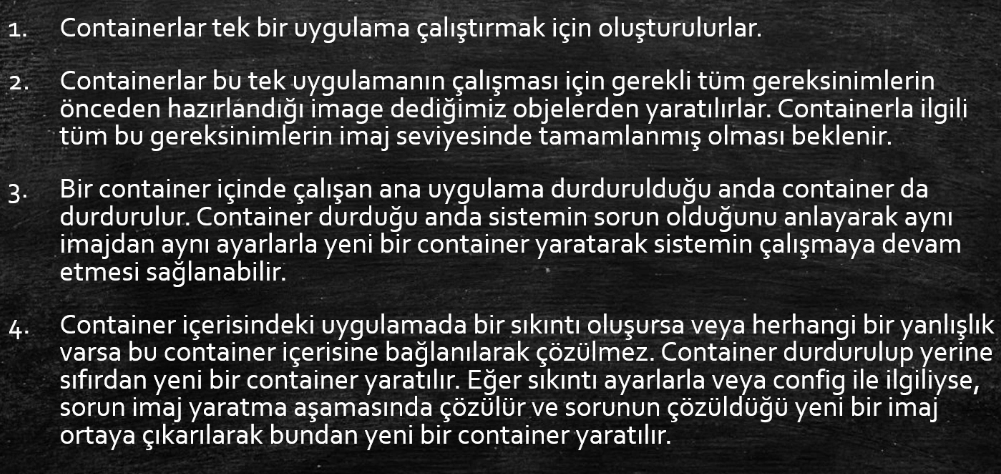 1. Containerlar tek bir uygulama çalıştırmak için oluşturulurlar.
2. Containerlar bu tek uygulamanın çalışması için gerekli tüm gereksinimlerin
önceden hazırlandığı image dediğimiz objelerden yaratılırlar. Containerla ilgili
tüm bu gereksinimlerin imaj seviyesinde tamamlanmış olması beklenir.
3. Bir container içinde çalışan ana uygulama durdurulduğu anda container da
durdurulur. Container durduğu anda sistemin sorun olduğunu anlayarak aynı
imajdan aynı ayarlarla yeni bir container yaratarak sistemin çalışmaya devam
etmesi sağlanabilir.
4. Container içerisindeki uygulamada bir sıkıntı oluşursa veya herhangi bir yanlışlık
varsa bu container içerisine bağlanılarak çözülmez. Container durdurulup yerine
sıfırdan yeni bir container yaratılır. Eğer sıkıntı ayarlarla veya config ile ilgiliyse,
sorun imaj yaratma aşamasında çözülür ve sorunun çözüldüğü yeni bir imaj
ortaya çıkarılarak bundan yeni bir container yaratılır.